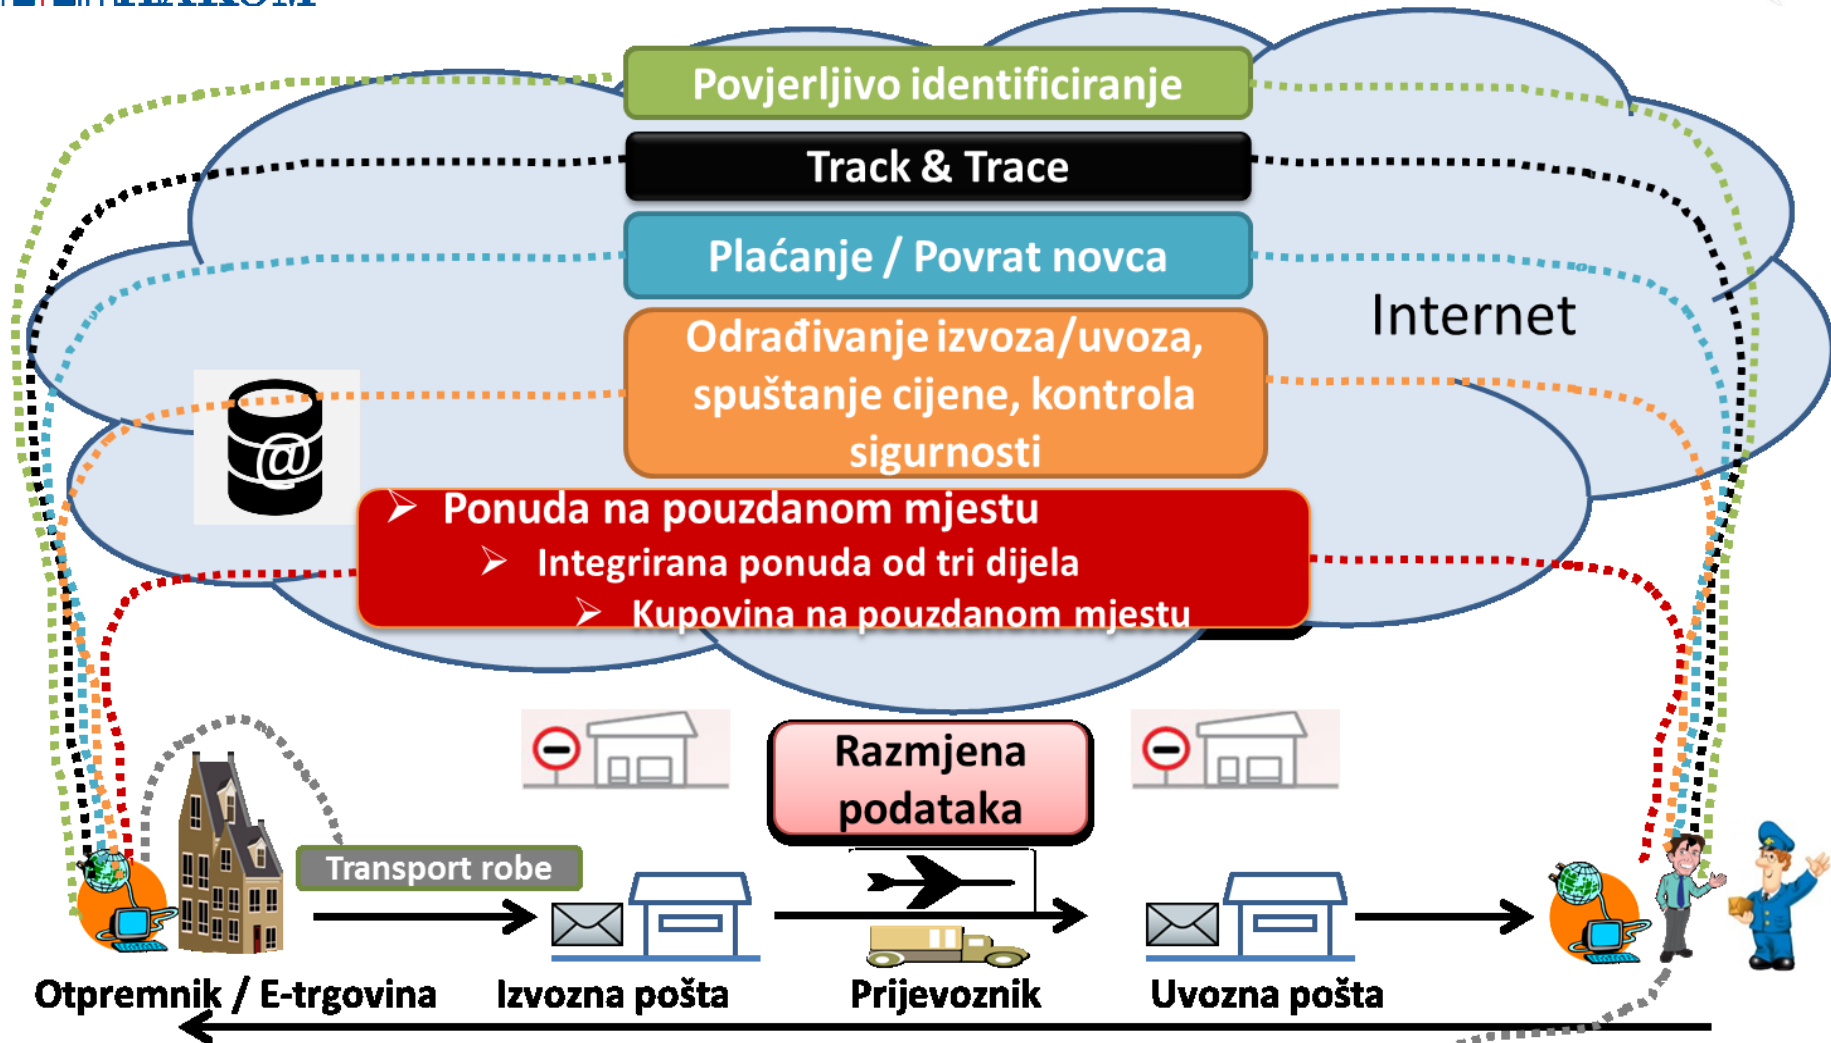 Povjerljivo identificiranje
Track & Trace
Plaćanje / Povrat novca
Odrađivanje izvoza/uvoza,
spuštanje cijene, kontrola
sigurnosti
Internet
@
Ponuda na pouzdanom mjestu
Integrirana ponuda od tri dijela
Kupovina na pouzdanom mjestu
Razmjena
podataka
Transport robe
Otpremnik / E-trgovina
Izvozna pošta
Prijevoznik
Uvozna pošta